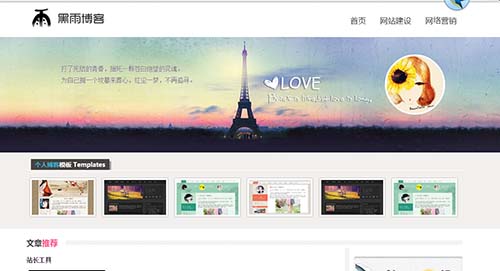 黑雨博客
首页 网站建设 网络营销
打了死结的青春，捆死一颗苍白绝望的灵魂。
为自己掘一个坟墓来葬心，红尘一梦，不再追寻。
LOVE
个人博客模板 Templates
文章推荐
站长工具